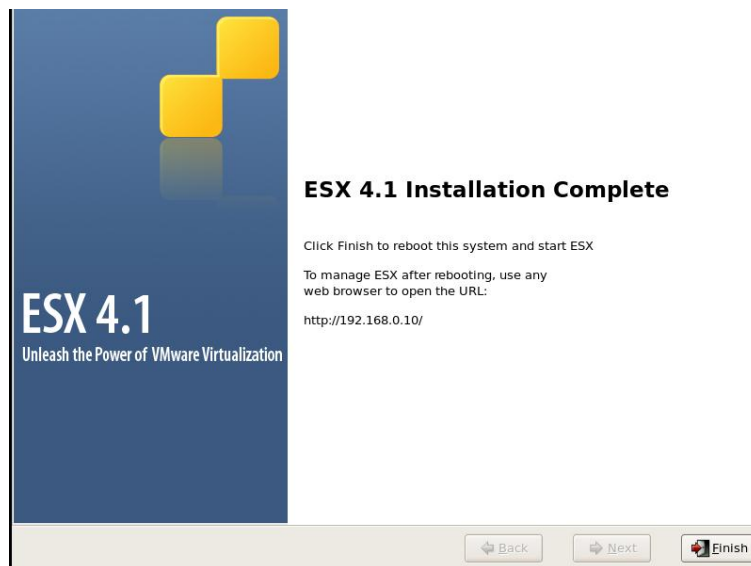 ESX 4.1
Unleash the Power of VMware Virtualization
ESX 4.1 Installation Complete
Click Finish to reboot this system and start ESX
To manage ESX after rebooting, use any
web browser to open the URL:
http://192.168.0.10/
Back
Next
Finish